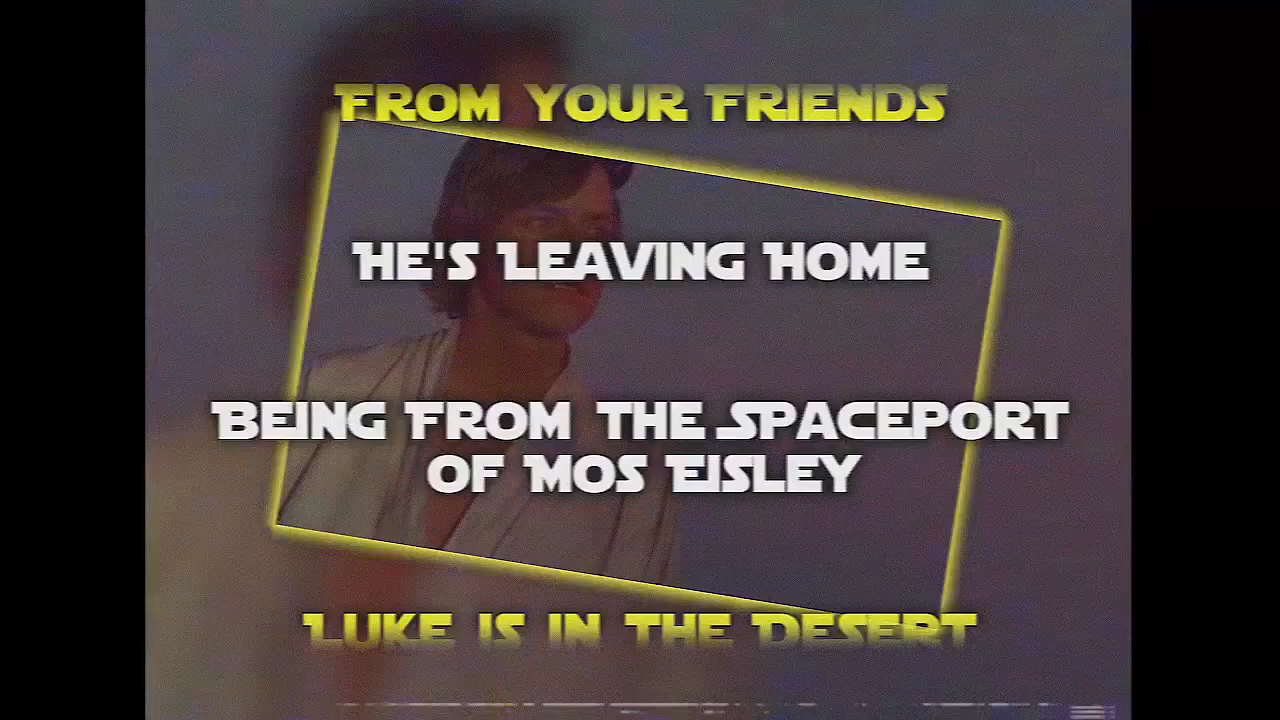 From Your Friends
He's Leaving Home
Being From the Spaceport
of Mos Eisley
Luke is in the Desert